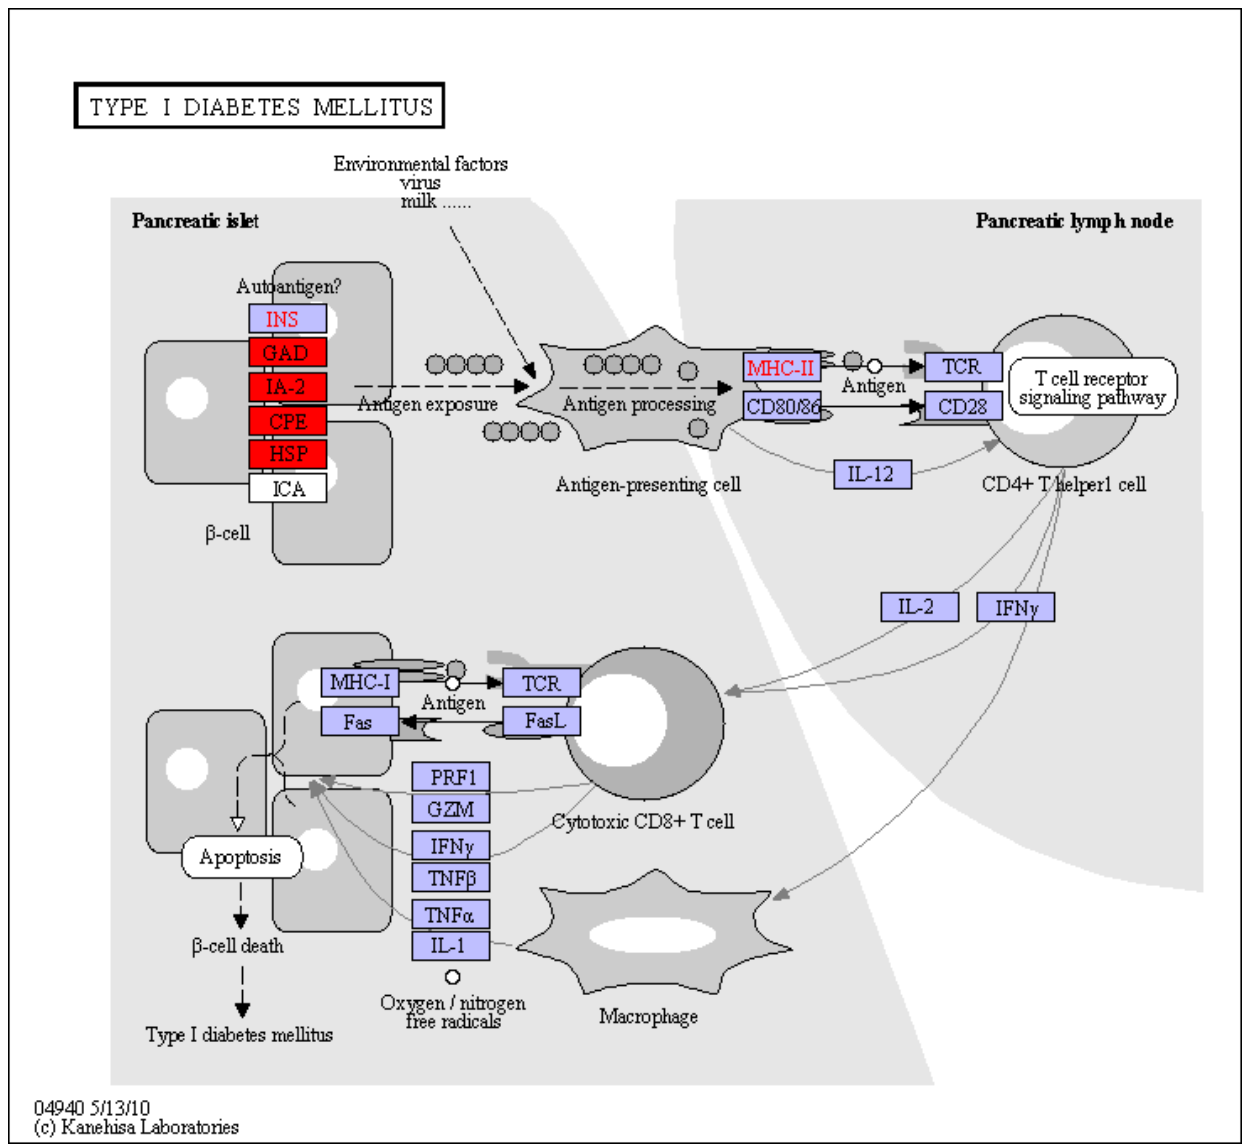 TYPE I DIABETES MELLITUS
Environmental factors
virus
milk ......
Pancreatic islet
Pancreatic lymph node
Autoantigen?
INS
GAD
IA-2
CPE
HSP
ICA
β-cell
Antigen exposure
Antigen processing
Antigen-presenting cell
MHC-II
CD80/86
Antigen
TCR
CD28
T cell receptor
signaling pathway
IL-12
CD4+ T helper1 cell
IL-2
IFNγ
MHC-I
Fas
Antigen
TCR
FasL
PRF1
GZM
IFNγ
TNFβ
TNFα
IL-1
Cytotoxic CD8+ T cell
Apoptosis
β-cell death
Type I diabetes mellitus
Oxygen / nitrogen
free radicals
Macrophage
04940 5/13/10
(c) Kanehisa Laboratories